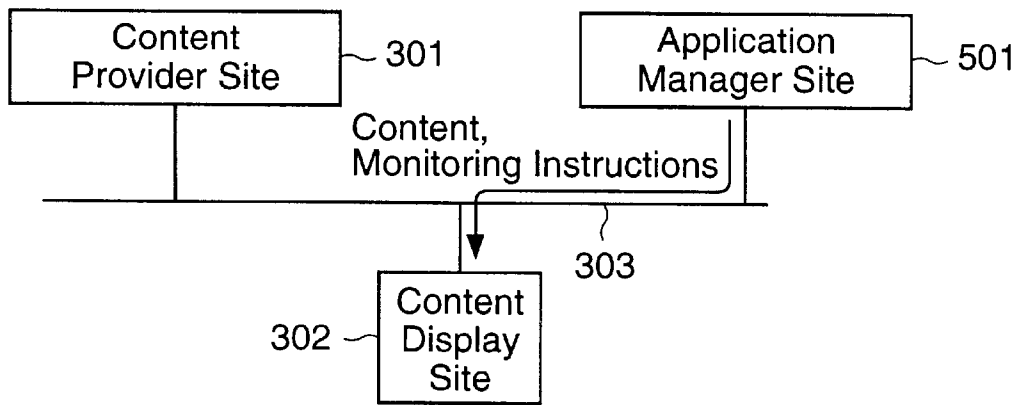 Content
Provider Site
301
Application
Manager Site
501
Content,
Monitoring Instructions
303
302
Content
Display
Site